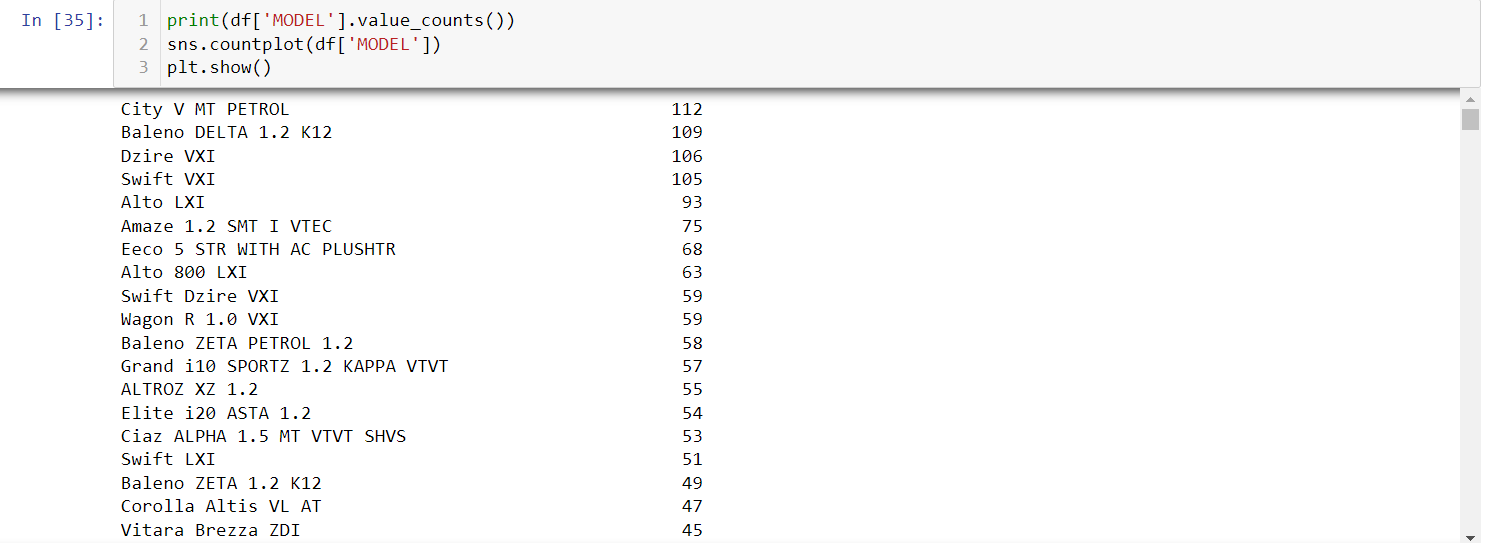 In [35]:
1 print(df['MODEL'].value_counts())
2 sns.countplot(df['MODEL'])
3 plt.show()
City V MT PETROL 112
Baleno DELTA 1.2 K12 109
Dzire VXI 106
Swift VXI 105
Alto LXI 93
Amaze 1.2 SMT I VTEC 75
Eeco 5 STR WITH AC PLUSHTR 68
Alto 800 LXI 63
Swift Dzire VXI 59
Wagon R 1.0 VXI 59
Baleno ZETA PETROL 1.2 58
Grand i10 SPORTZ 1.2 KAPPA VTVT 57
ALTROZ XZ 1.2 55
Elite i20 ASTA 1.2 54
Ciaz ALPHA 1.5 MT VTVT SHVS 53
Swift LXI 51
Baleno ZETA 1.2 K12 49
Corolla Altis VL AT 47
Vitara Brezza ZDI 45